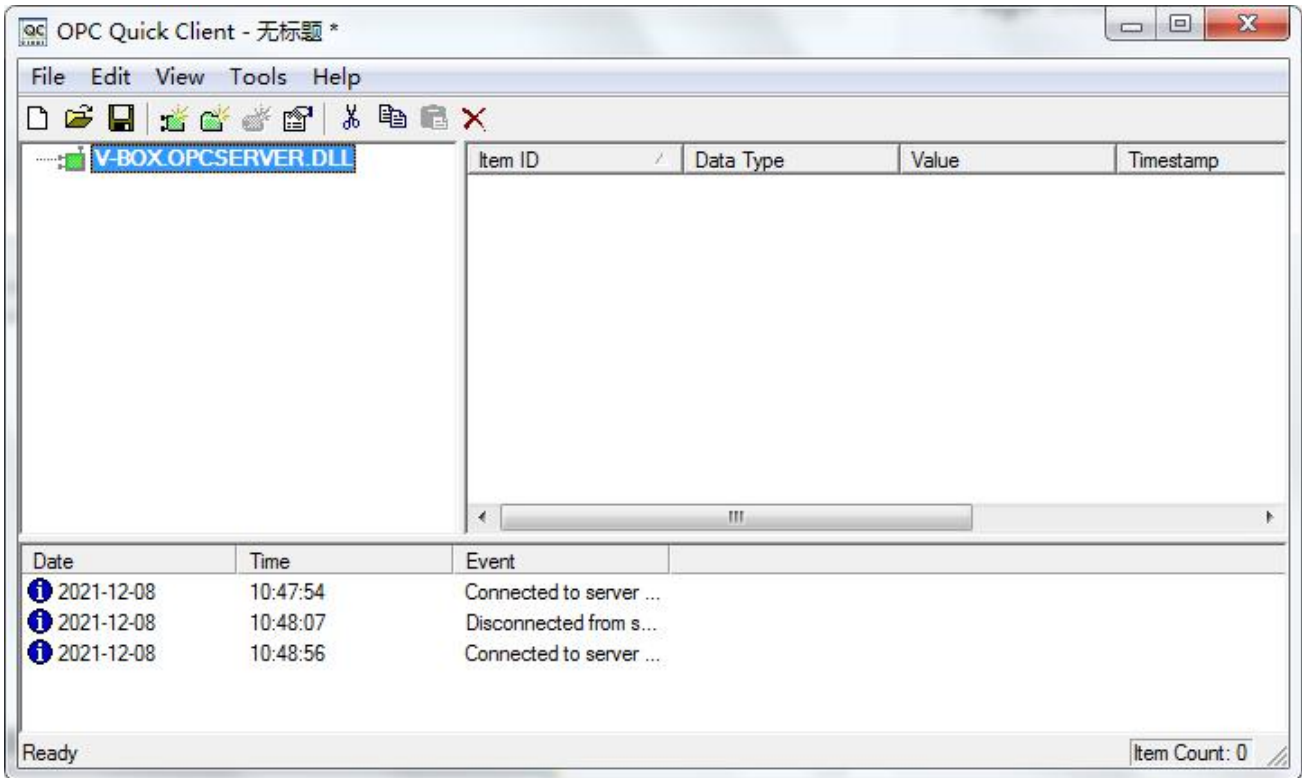 QC
OPC Quick Client - 无标题 *
File Edit View Tools Help
V-BOX.OPCSERVER.DLL
Item ID Data Type Value Timestamp
Date Time Event
2021-12-08 10:47:54 Connected to server ...
2021-12-08 10:48:07 Disconnected from s...
2021-12-08 10:48:56 Connected to server ...
Ready Item Count: 0